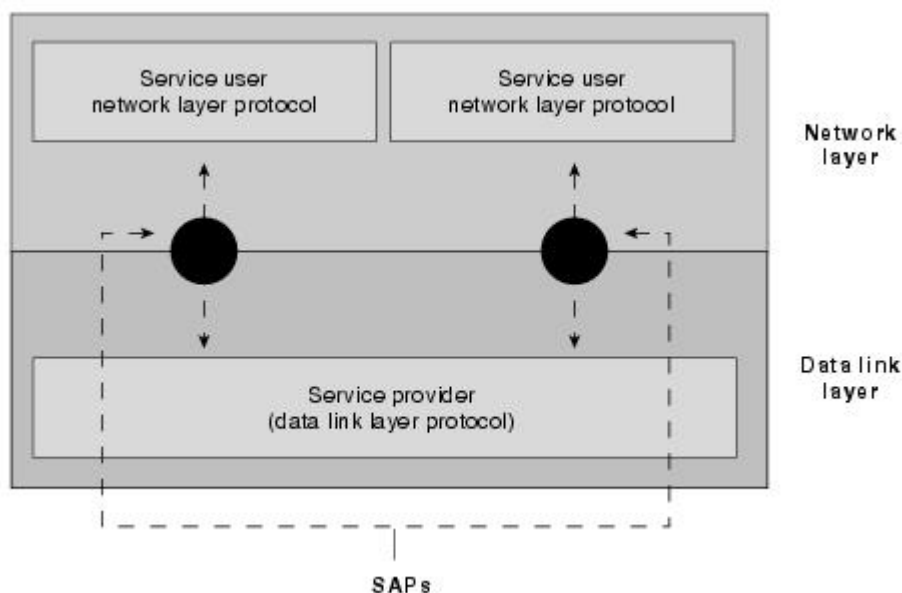 Service user
network layer protocol
Service user
network layer protocol
Network
layer
Data link
layer
Service provider
(data link layer protocol)
SAPs